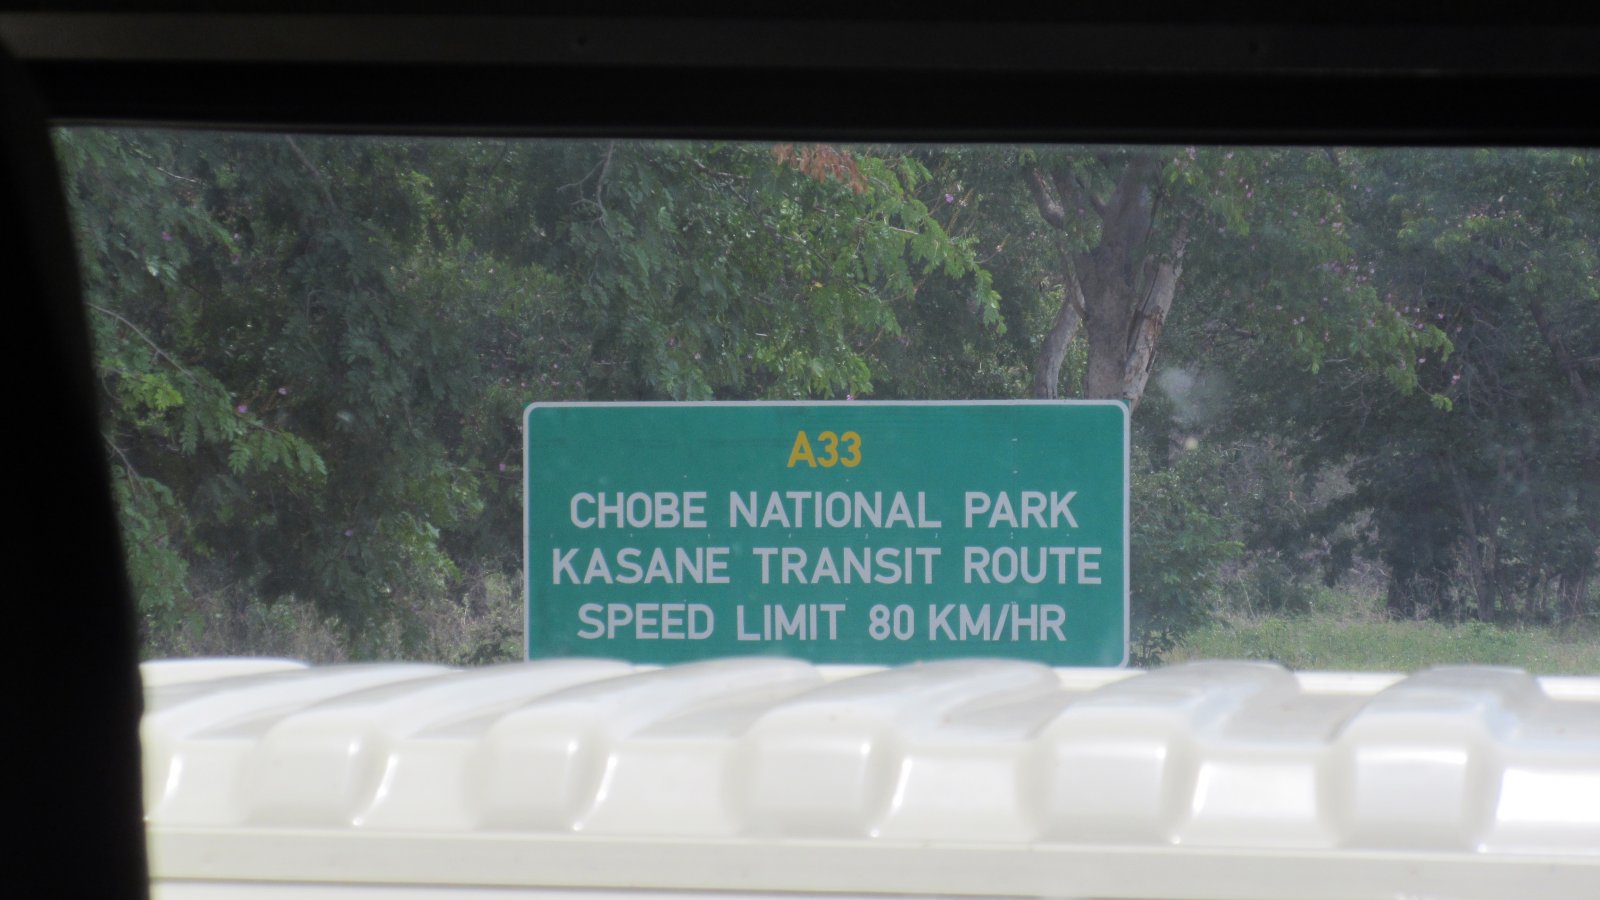 A33
CHOBE NATIONAL PARK
KASANE TRANSIT ROUTE
SPEED LIMIT 80 KM/HR